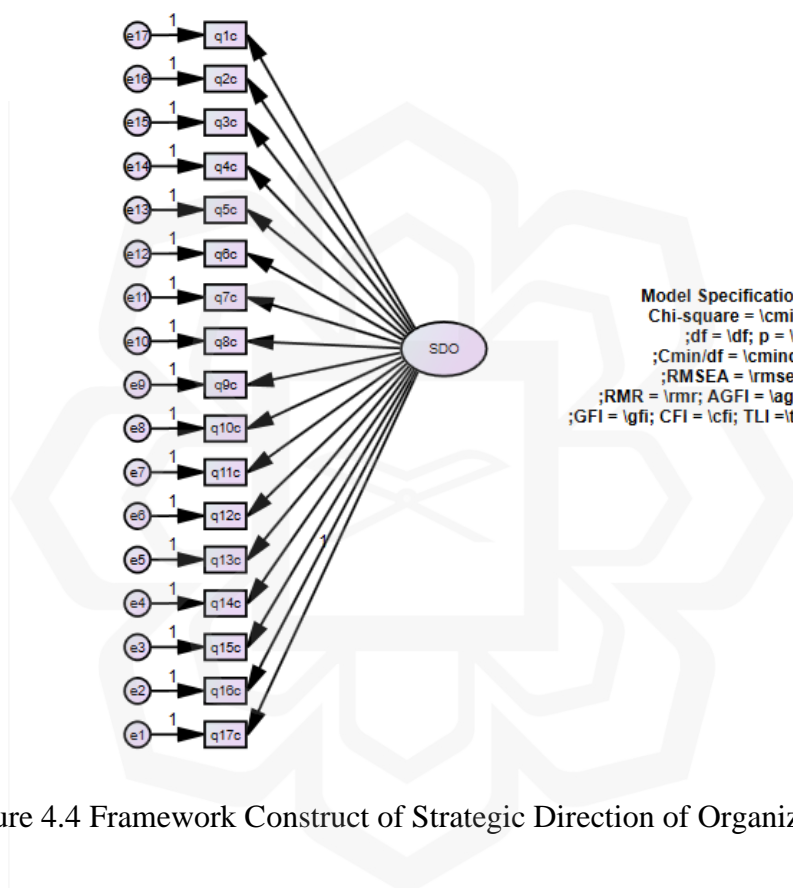 e17 1 q1c
e16 1 q2c
e15 1 q3c
e14 1 q4c
e13 1 q5c
e12 1 q6c
e11 1 q7c
e10 1 q8c
e9 1 q9c
e8 1 q10c
e7 1 q11c
e6 1 q12c
e5 1 q13c
e4 1 q14c
e3 1 q15c
e2 1 q16c
e1 1 q17c
1
SDO
Model Specificatio
Chi-square = \cmi
;df = \df; p = \
;Cmin/df = \cmind
;RMSEA = \rmse
;RMR = \rmr; AGFI = \ag
;GFI = \gfi; CFI = \cfi; TLI =\t
ure 4.4 Framework Construct of Strategic Direction of Organiz